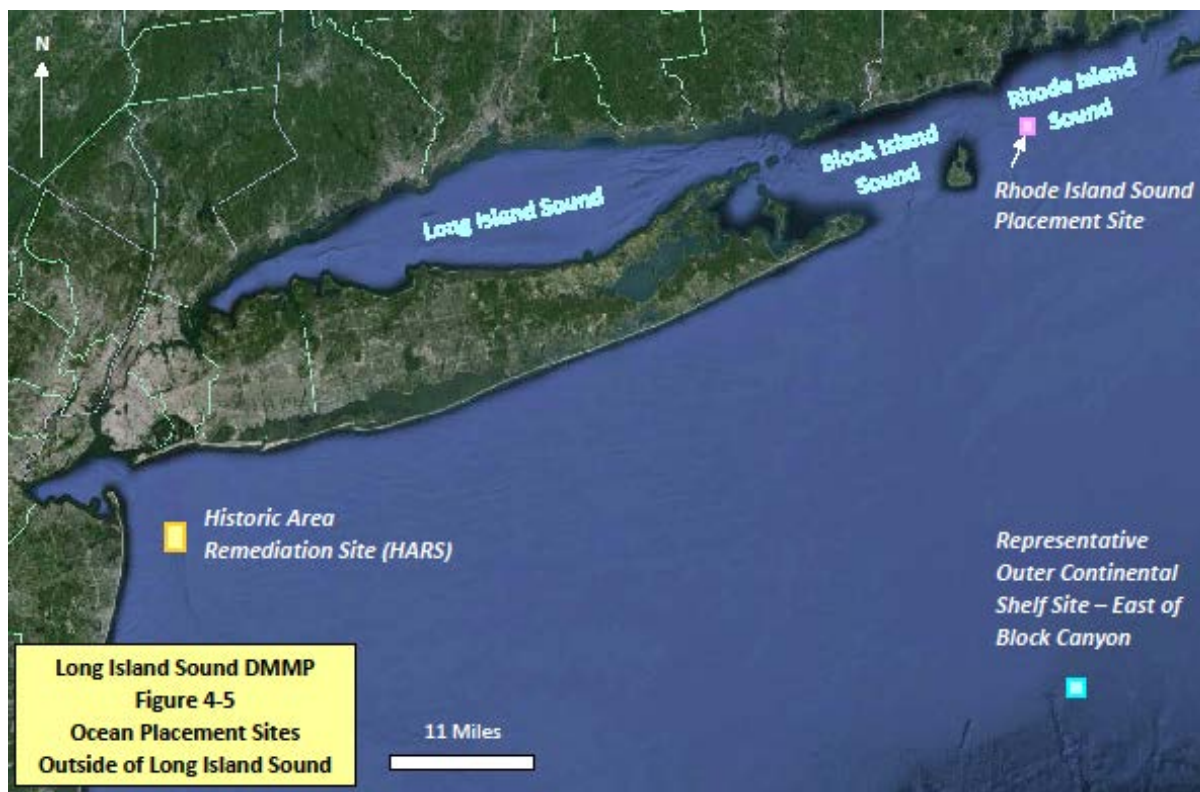 N
Rhode Island
Sound
Block Island
Sound
Long Island Sound
Rhode Island Sound
Placement Site
Historic Area
Remediation Site (HARS)
Representative
Outer Continental
Shelf Site – East of
Block Canyon
Long Island Sound DMMP
Figure 4-5
Ocean Placement Sites
Outside of Long Island Sound
11 Miles